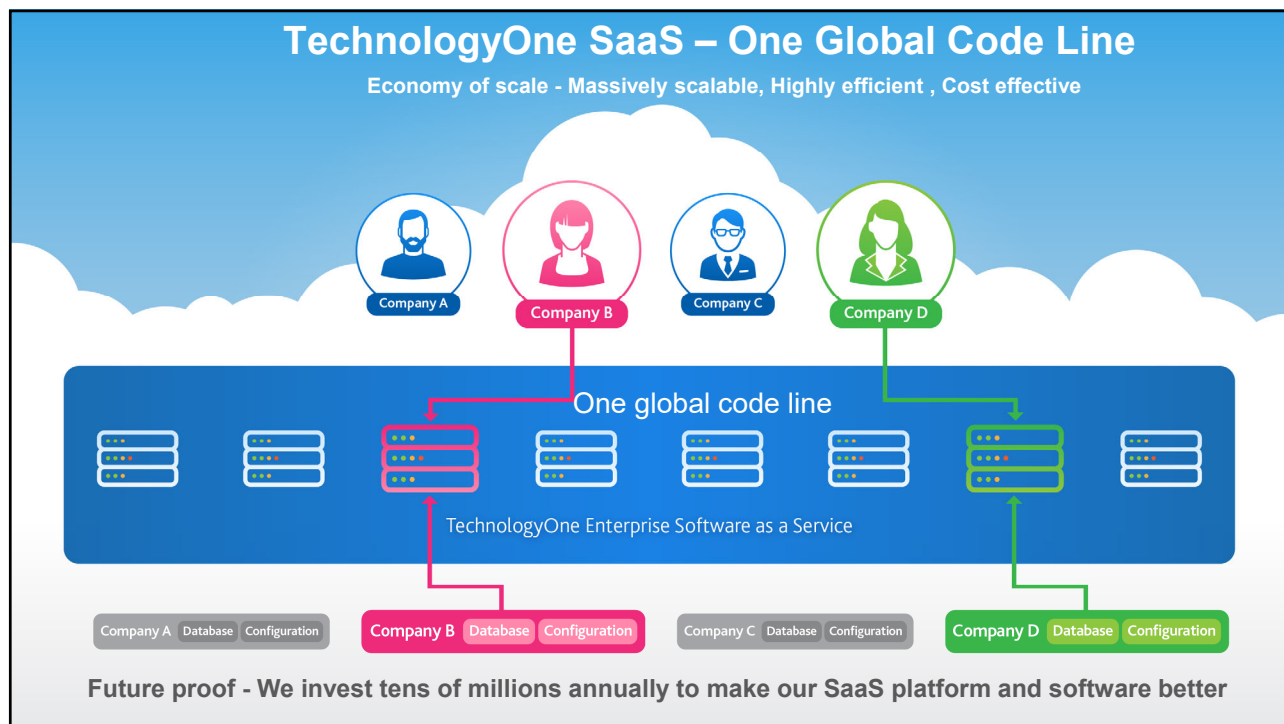 TechnologyOne SaaS – One Global Code Line
Economy of scale - Massively scalable, Highly efficient , Cost effective
Company A
Company B
Company C
Company D
One global code line
TechnologyOne Enterprise Software as a Service
Company A Database Configuration
Company B Database Configuration
Company C Database Configuration
Company D Database Configuration
Future proof - We invest tens of millions annually to make our SaaS platform and software better